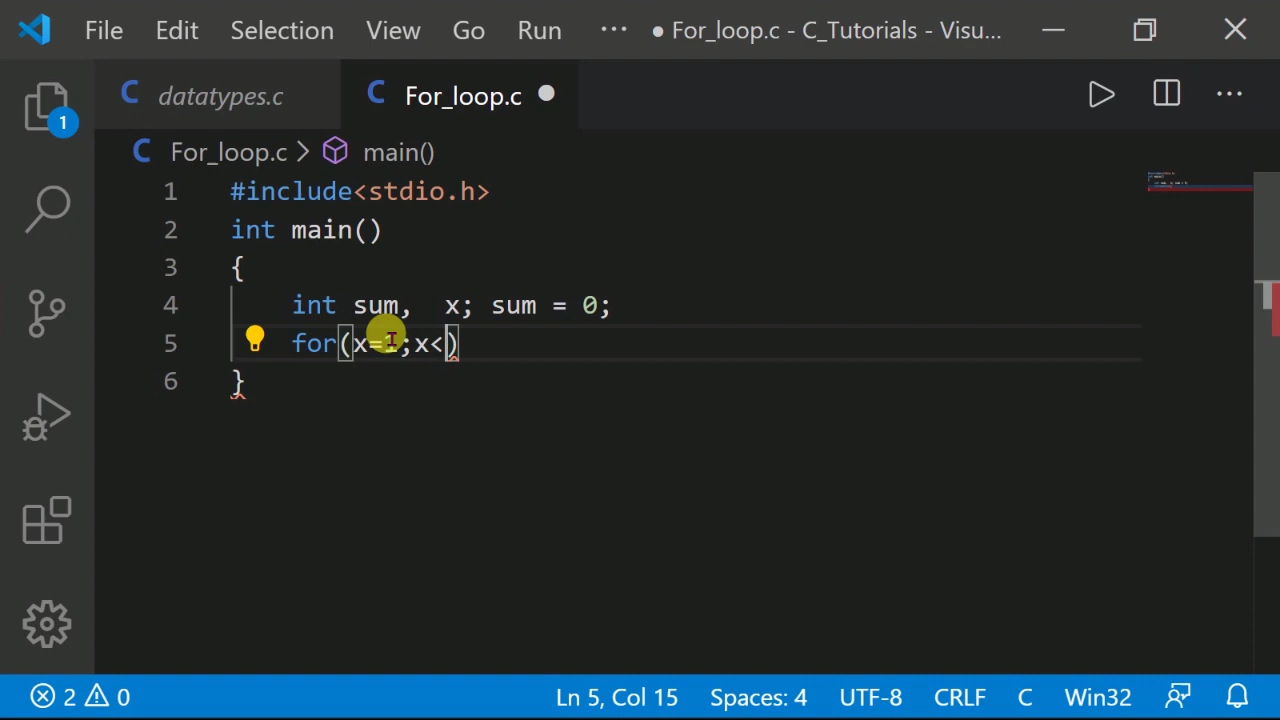 File Edit Selection View Go Run ··· ● For_loop.c - C_Tutorials - Visu...
C datatypes.c C For_loop.c ●
C For_loop.c > main()
1 #include<stdio.h>
2 int main()
3 {
4 int sum,  x; sum = 0;
5 for(x=1;x<)
6 }
1
2 0 Ln 5, Col 15 Spaces: 4 UTF-8 CRLF C Win32